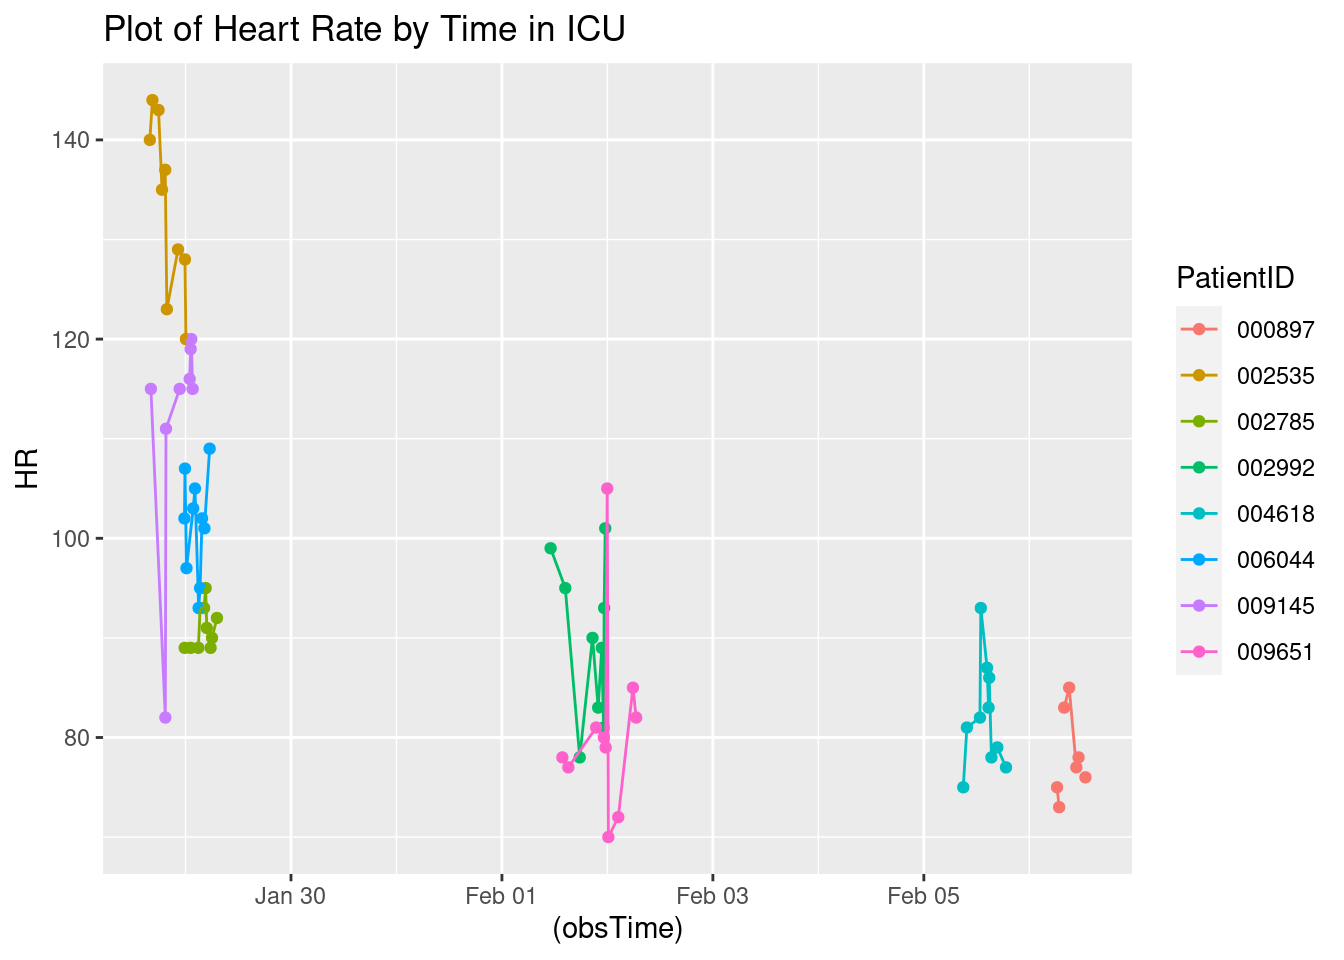 Plot of Heart Rate by Time in ICU
140
120
100
80
HR
Jan 30
Feb 01
Feb 03
Feb 05
(obsTime)
PatientID
000897
002535
002785
002992
004618
006044
009145
009651